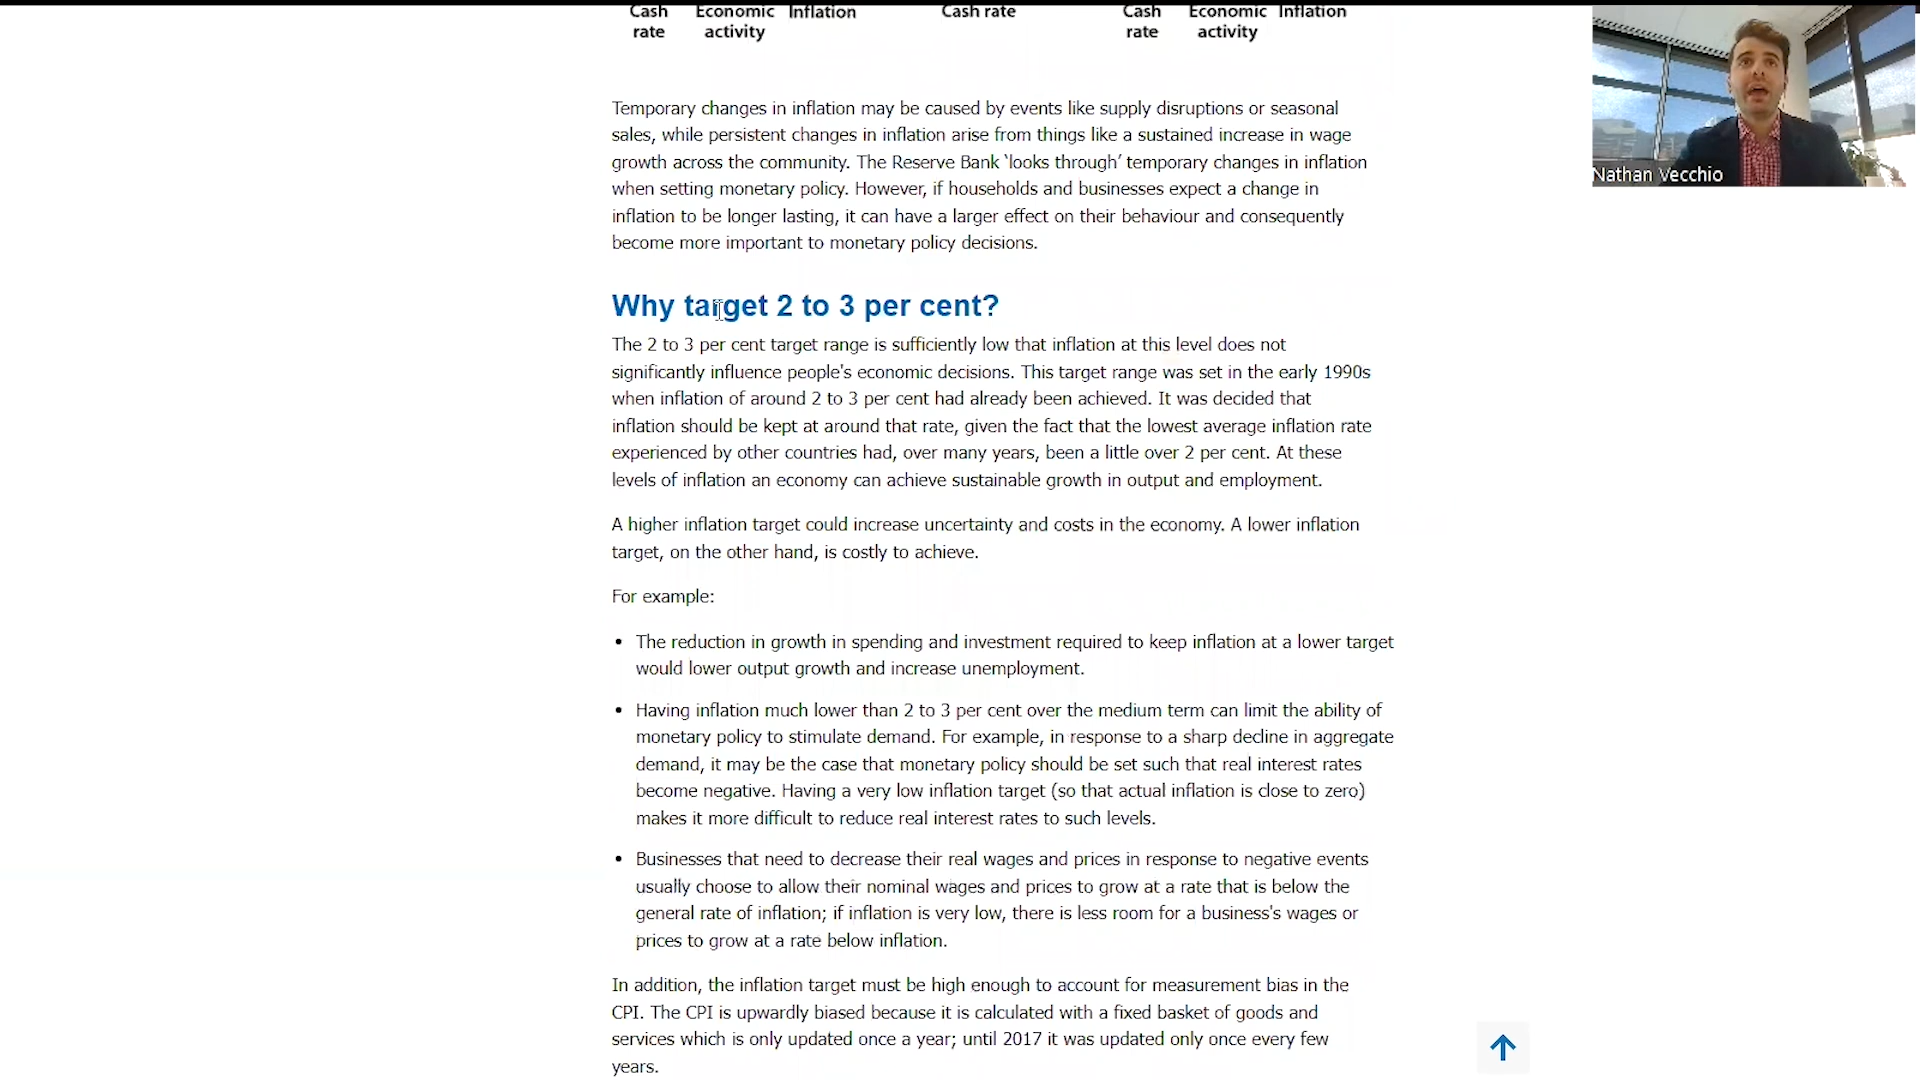 Cash Economic Inflation Cash rate Cash Economic Inflation
rate activity rate activity
Nathan Vecchio
Temporary changes in inflation may be caused by events like supply disruptions or seasonal
sales, while persistent changes in inflation arise from things like a sustained increase in wage
growth across the community. The Reserve Bank ‘looks through’ temporary changes in inflation
when setting monetary policy. However, if households and businesses expect a change in
inflation to be longer lasting, it can have a larger effect on their behaviour and consequently
become more important to monetary policy decisions.
Why target 2 to 3 per cent?
The 2 to 3 per cent target range is sufficiently low that inflation at this level does not
significantly influence people's economic decisions. This target range was set in the early 1990s
when inflation of around 2 to 3 per cent had already been achieved. It was decided that
inflation should be kept at around that rate, given the fact that the lowest average inflation rate
experienced by other countries had, over many years, been a little over 2 per cent. At these
levels of inflation an economy can achieve sustainable growth in output and employment.
A higher inflation target could increase uncertainty and costs in the economy. A lower inflation
target, on the other hand, is costly to achieve.
For example:
• The reduction in growth in spending and investment required to keep inflation at a lower target
would lower output growth and increase unemployment.
• Having inflation much lower than 2 to 3 per cent over the medium term can limit the ability of
monetary policy to stimulate demand. For example, in response to a sharp decline in aggregate
demand, it may be the case that monetary policy should be set such that real interest rates
become negative. Having a very low inflation target (so that actual inflation is close to zero)
makes it more difficult to reduce real interest rates to such levels.
• Businesses that need to decrease their real wages and prices in response to negative events
usually choose to allow their nominal wages and prices to grow at a rate that is below the
general rate of inflation; if inflation is very low, there is less room for a business's wages or
prices to grow at a rate below inflation.
In addition, the inflation target must be high enough to account for measurement bias in the
CPI. The CPI is upwardly biased because it is calculated with a fixed basket of goods and
services which is only updated once a year; until 2017 it was updated only once every few
years.